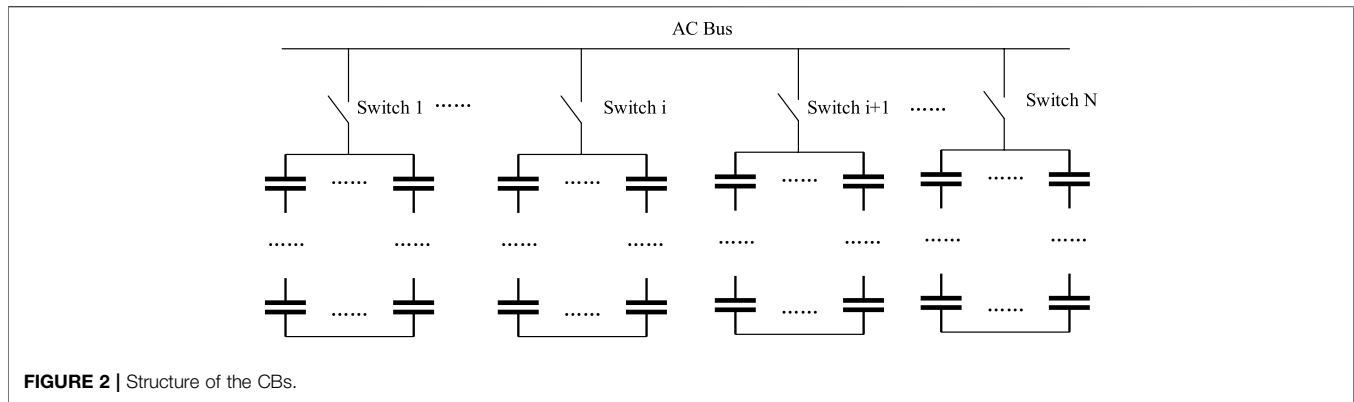 AC Bus
Switch 1 ...... Switch i Switch i+1 ...... Switch N
...... ...... ...... ......
...... ...... ...... ...... ...... ...... ...... ......
...... ...... ...... ......
FIGURE 2 | Structure of the CBs.